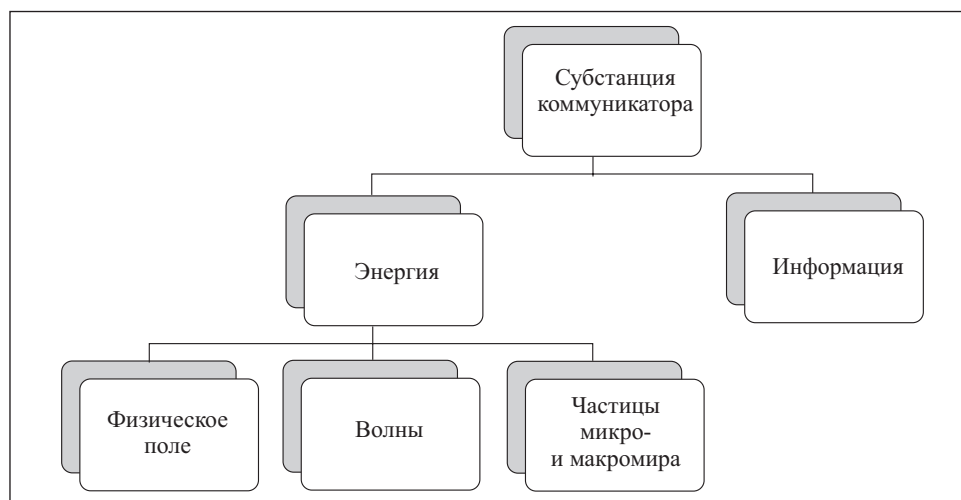 Субстанция
коммуникатора
Энергия
Информация
Физическое
поле
Волны
Частицы
микро-
и макромира